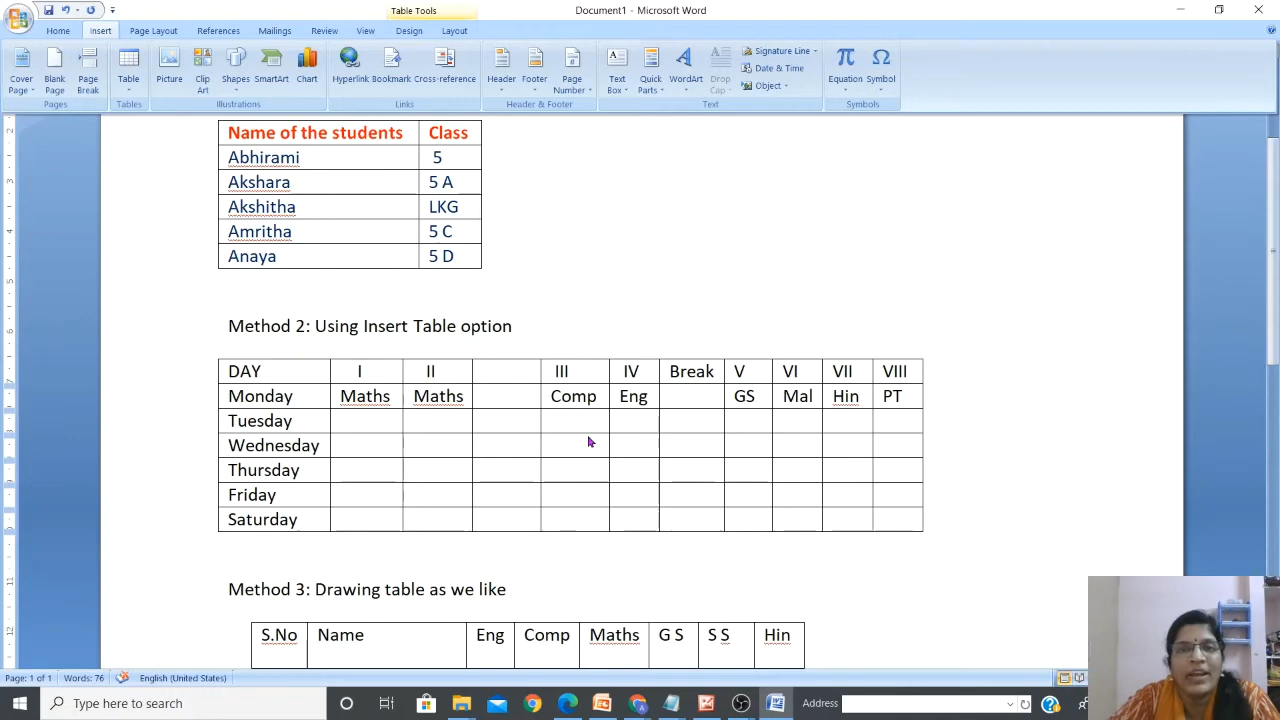 Table Tools
Document1 - Microsoft Word
Home Insert Page Layout References Mailings Review View Design Layout
Cover Page Blank Page Page Break Table Picture Clip Art Shapes SmartArt Chart Hyperlink Bookmark Cross-reference Header Footer Page Number Text Box Quick Parts WordArt Drop Cap Signature Line Date & Time Object Equation Symbol
Pages Tables Illustrations Links Header & Footer Text Symbols
Name of the students Class
Abhirami 5
Akshara 5 A
Akshitha LKG
Amritha 5 C
Anaya 5 D
Method 2: Using Insert Table option
DAY I II III IV Break V VI VII VIII
Monday Maths Maths Comp Eng GS Mal Hin PT
Tuesday
Wednesday
Thursday
Friday
Saturday
Method 3: Drawing table as we like
S.No Name Eng Comp Maths G S S S Hin
Page: 1 of 1 Words: 76 English (United States)
Type here to search Address